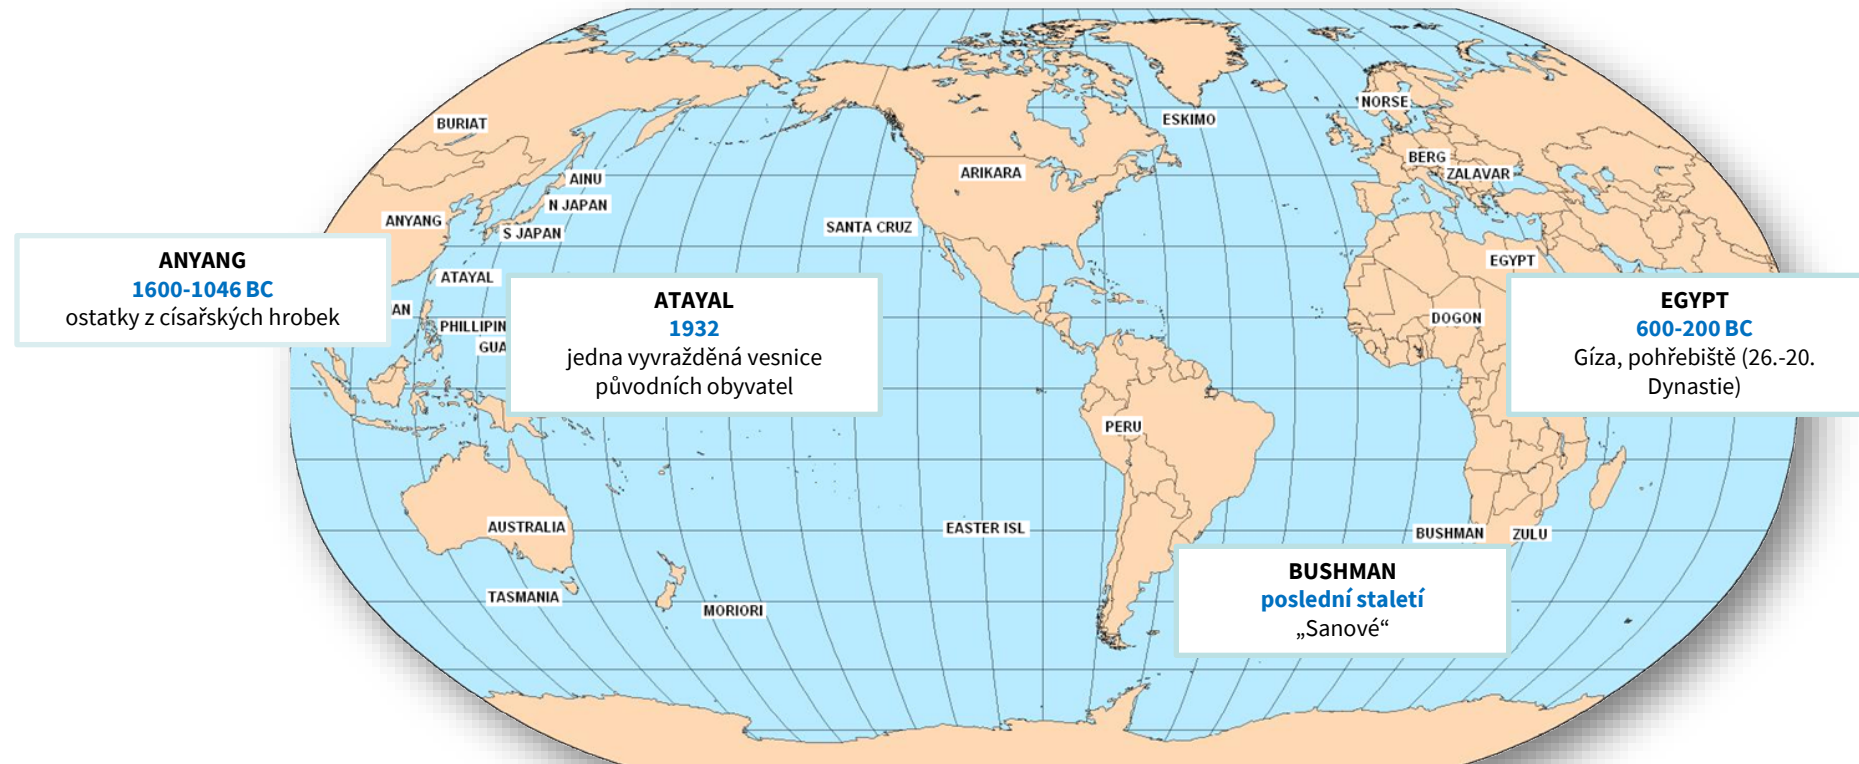 NORSE
ESKIMO
BURIAT
BERG
ARIKARA
ZALAVAR
AINU
N JAPAN
ANYANG
SANTA CRUZ
S JAPAN
EGYPT
ATAYAL
ANYANG
1600-1046 BC
ostatky z císařských hrobek
AN
PHILLIPIN
GUA
ATAYAL
1932
jedna vyvražděná vesnice
původních obyvatel
DOGON
EGYPT
600-200 BC
Gíza, pohřebiště (26.-20.
Dynastie)
PERU
AUSTRALIA
EASTER ISL
BUSHMAN
ZULU
BUSHMAN
poslední staletí
„Sanové“
TASMANIA
MORIORI